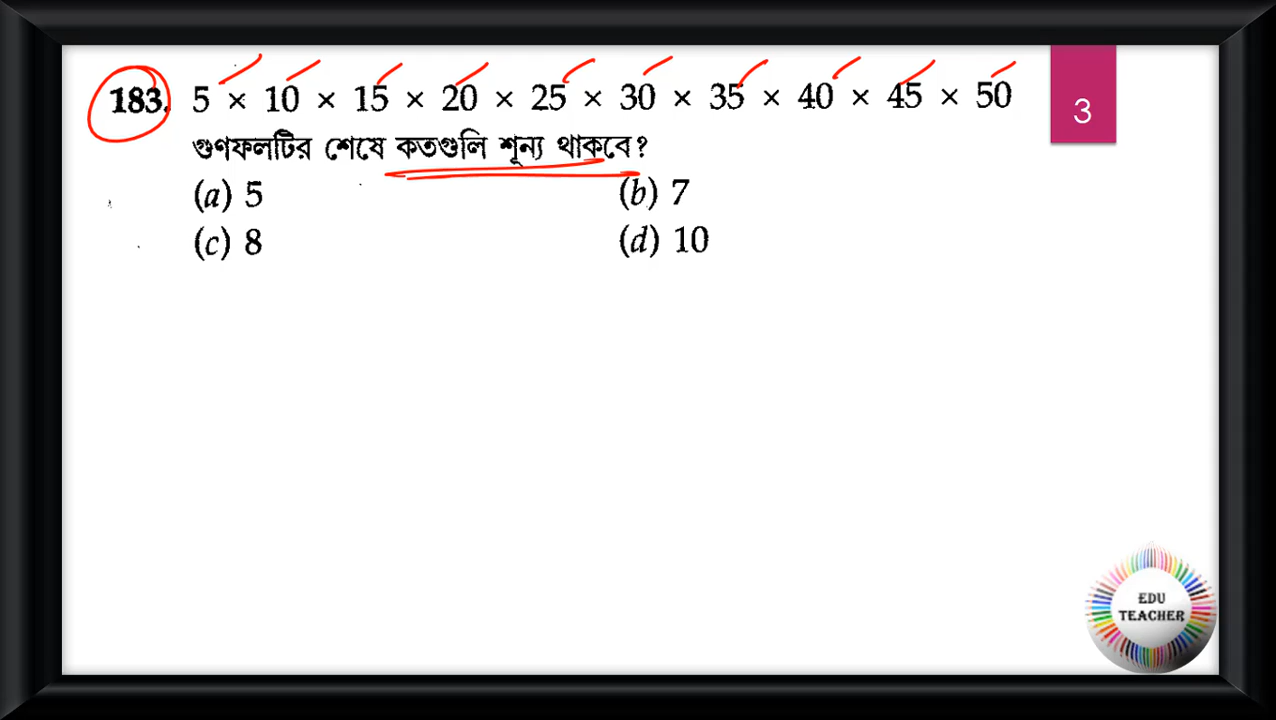 183. 5 × 10 × 15 × 20 × 25 × 30 × 35 × 40 × 45 × 50
গুণফলটির শেষে কতগুলি শূন্য থাকবে?
(a) 5 (b) 7
(c) 8 (d) 10
3
EDU
TEACHER